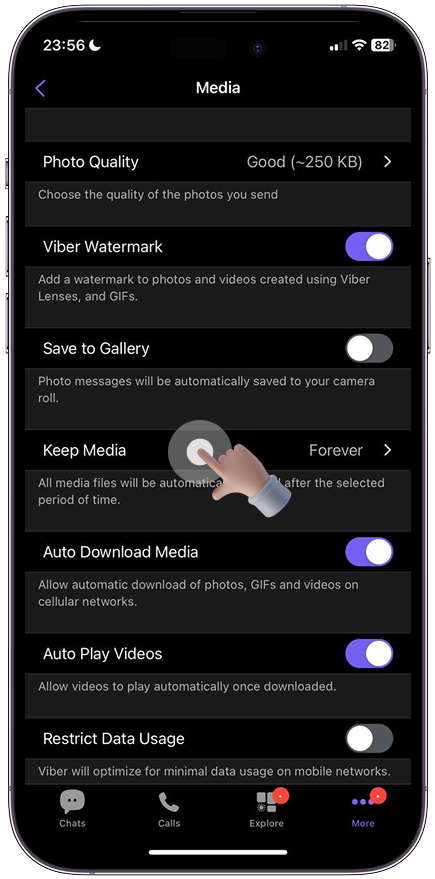 23:56
82
Media
Photo Quality Good (~250 KB)
Choose the quality of the photos you send
Viber Watermark
Add a watermark to photos and videos created using Viber
Lenses, and GIFs.
Save to Gallery
Photo messages will be automatically saved to your camera
roll.
Keep Media Forever
All media files will be after the selected
period of time.
Auto Download Media
Allow automatic download of photos, GIFs and videos on
cellular networks.
Auto Play Videos
Allow videos to play automatically once downloaded.
Restrict Data Usage
Viber will optimize for minimal data usage on mobile networks.
Chats Calls Explore More